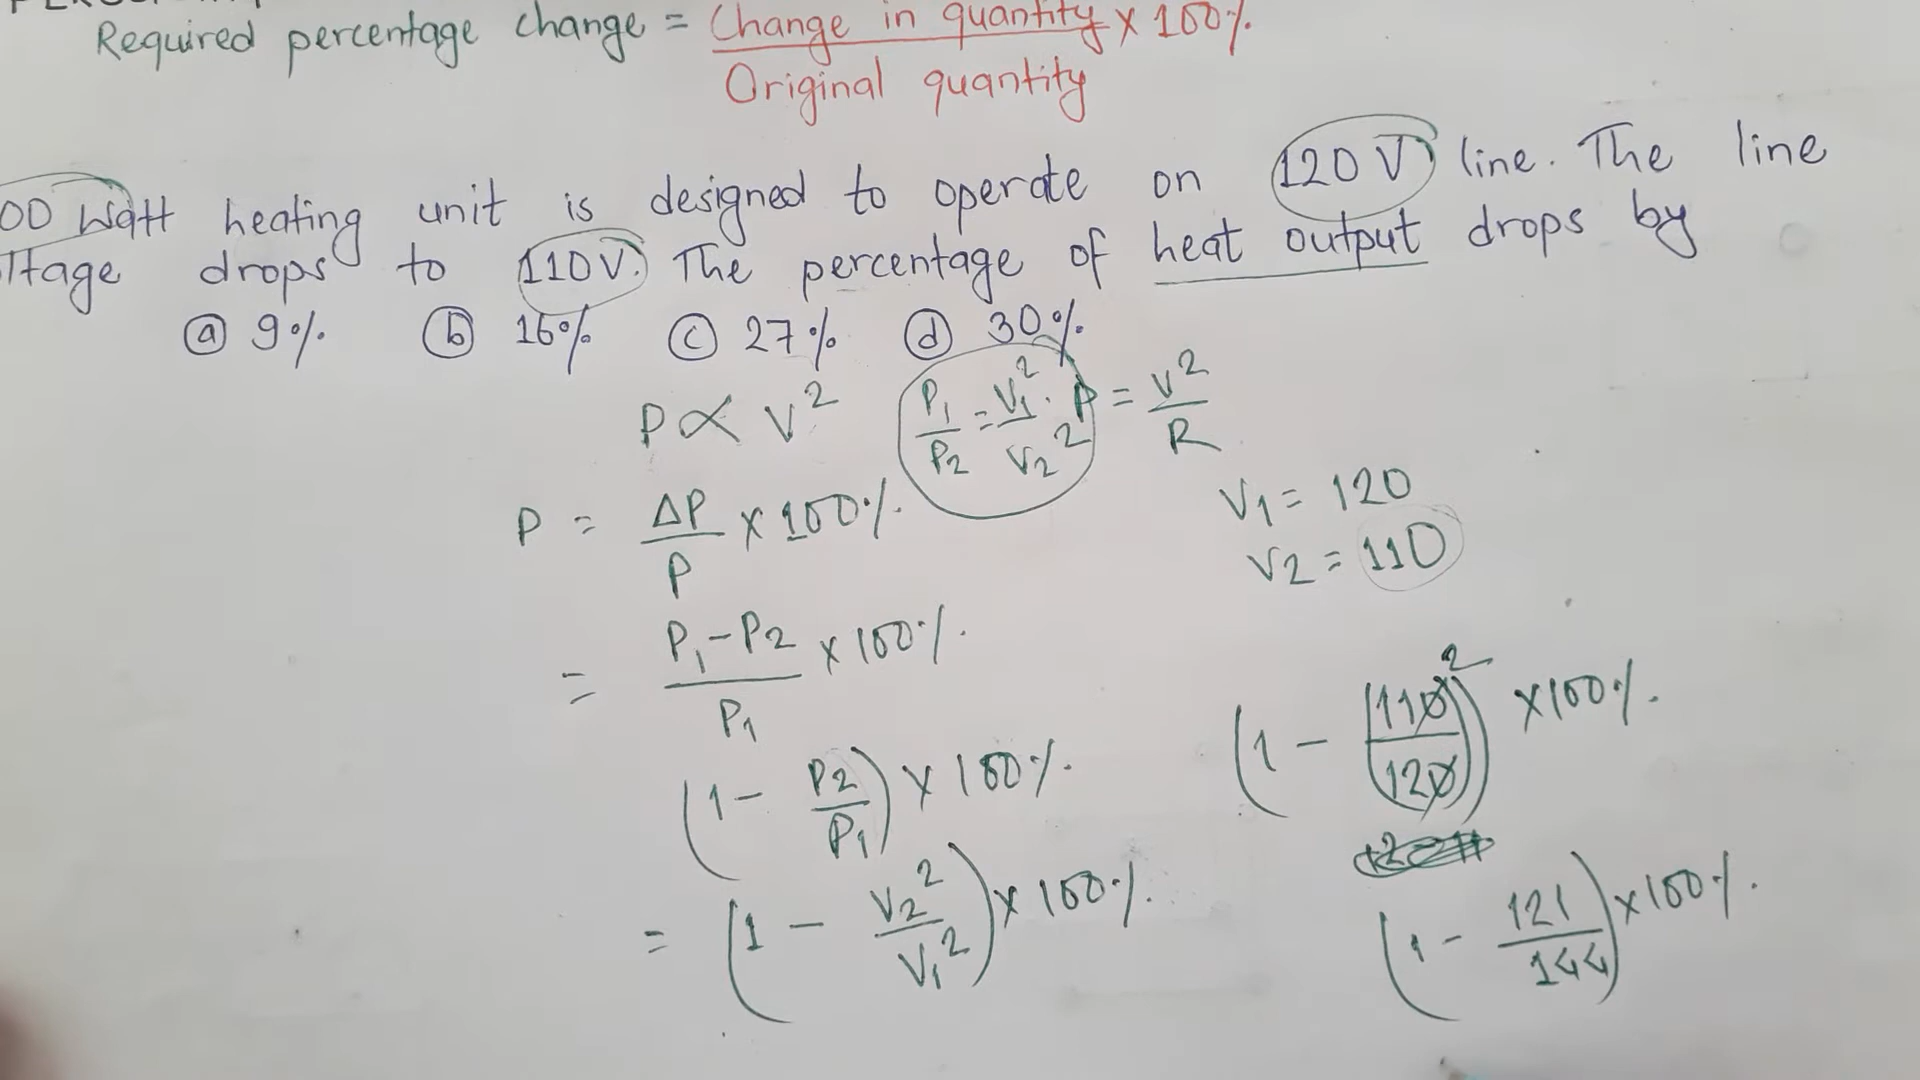 Required percentage change = Change in quantity × 100%
Original quantity
00 Watt heating unit is designed to operate on 120 V line. The line
ltage drops to 110V. The percentage of heat output drops by
ⓐ 9% ⓑ 16% ⓒ 27% ⓓ 30%
P ∝ V²
P₁/P₂ = V₁²/V₂²
P = V²/R
P = ΔP/P × 100%
V₁ = 120
V₂ = 110
= P₁-P₂/P₁ × 100%
(1 - P₂/P₁) × 100%
= (1 - V₂²/V₁²) × 100%
(1 - (110/120)²) × 100%
(1 - 121/144) × 100%